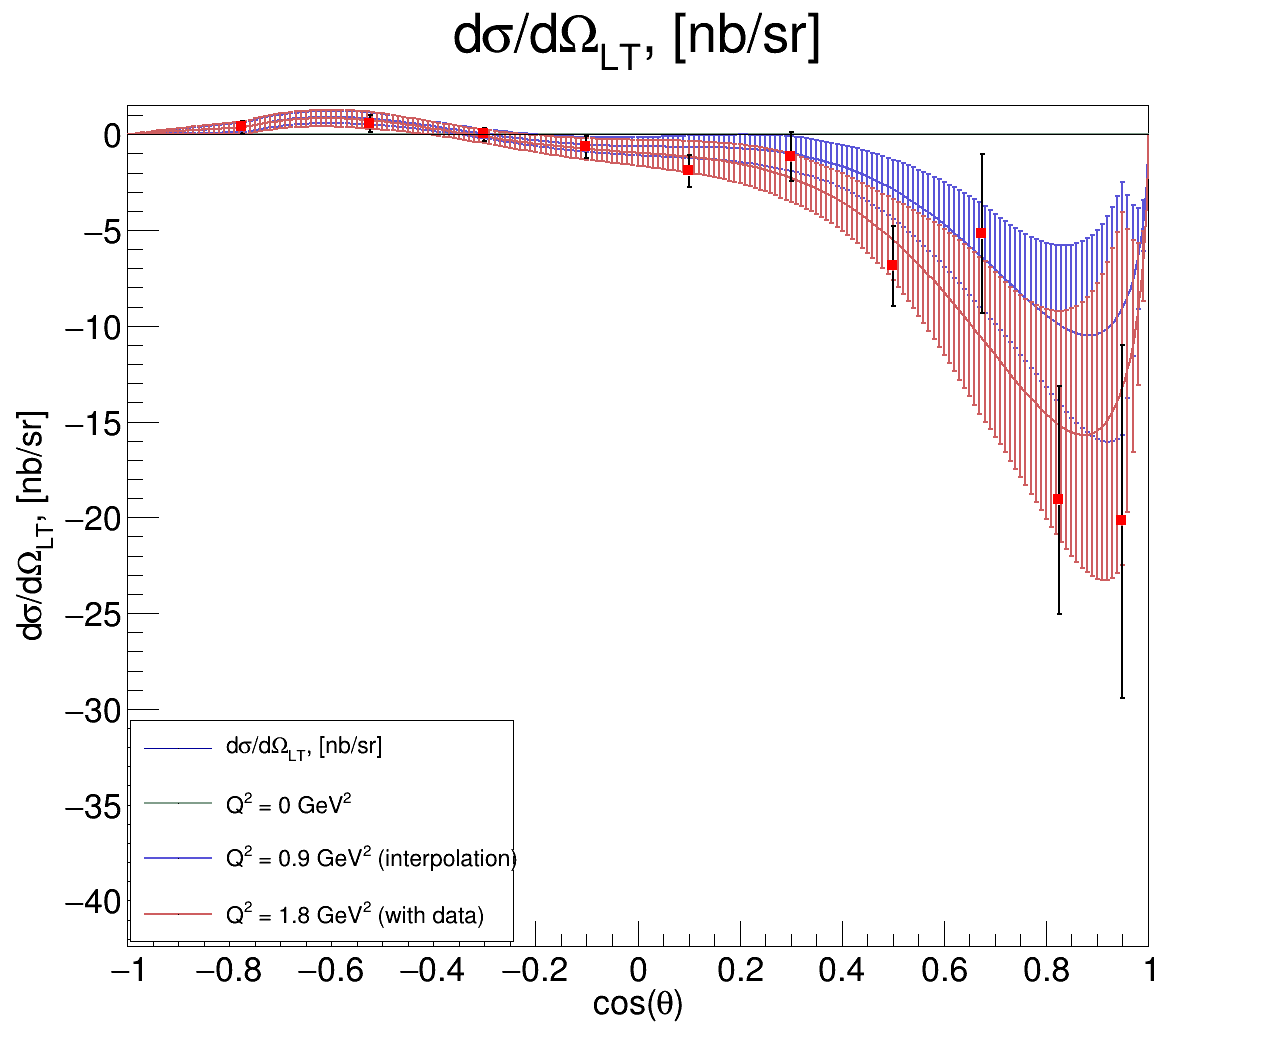 dσ/dΩLT, [nb/sr]
0
−5
−10
−15
−20
−25
−30
−35
−40
dσ/dΩLT, [nb/sr]
dσ/dΩLT, [nb/sr]
Q² = 0 GeV²
Q² = 0.9 GeV² (interpolation)
Q² = 1.8 GeV² (with data)
−1 −0.8 −0.6 −0.4 −0.2 0 0.2 0.4 0.6 0.8 1
cos(θ)